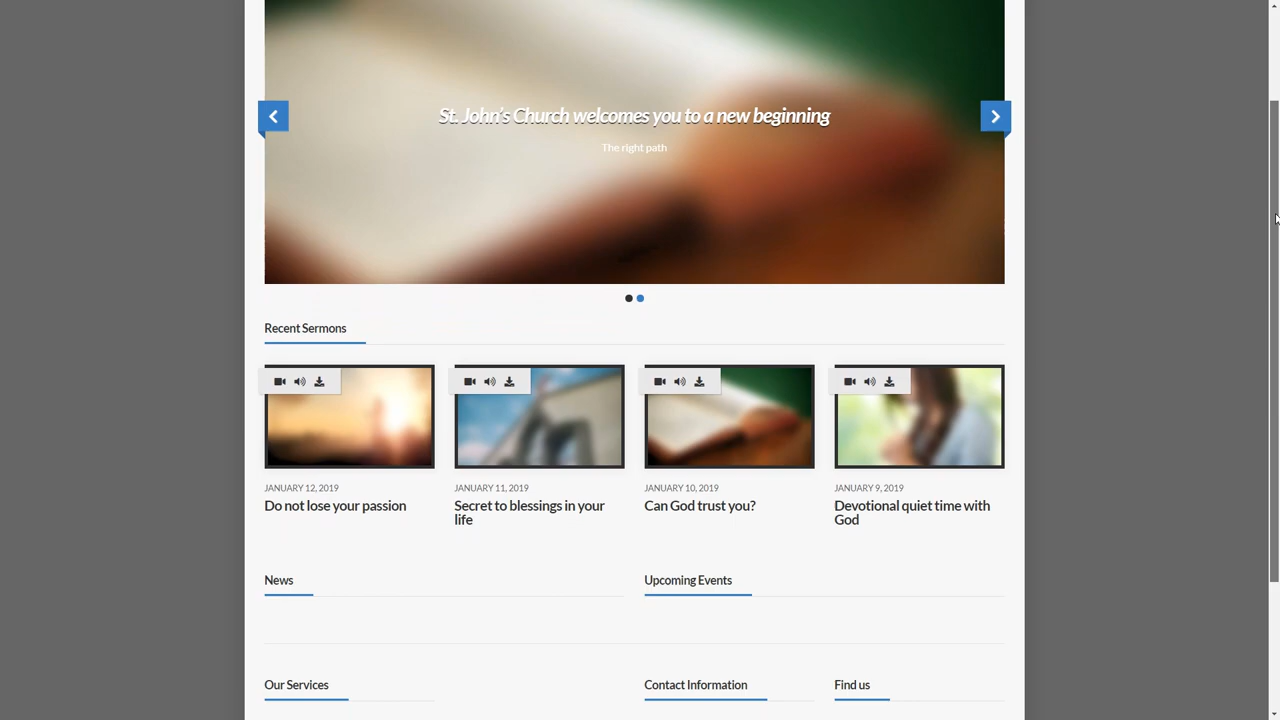 St. John's Church welcomes you to a new beginning
The right path
Recent Sermons
JANUARY 12, 2019
Do not lose your passion
JANUARY 11, 2019
Secret to blessings in your
life
JANUARY 10, 2019
Can God trust you?
JANUARY 9, 2019
Devotional quiet time with
God
News
Upcoming Events
Our Services
Contact Information
Find us